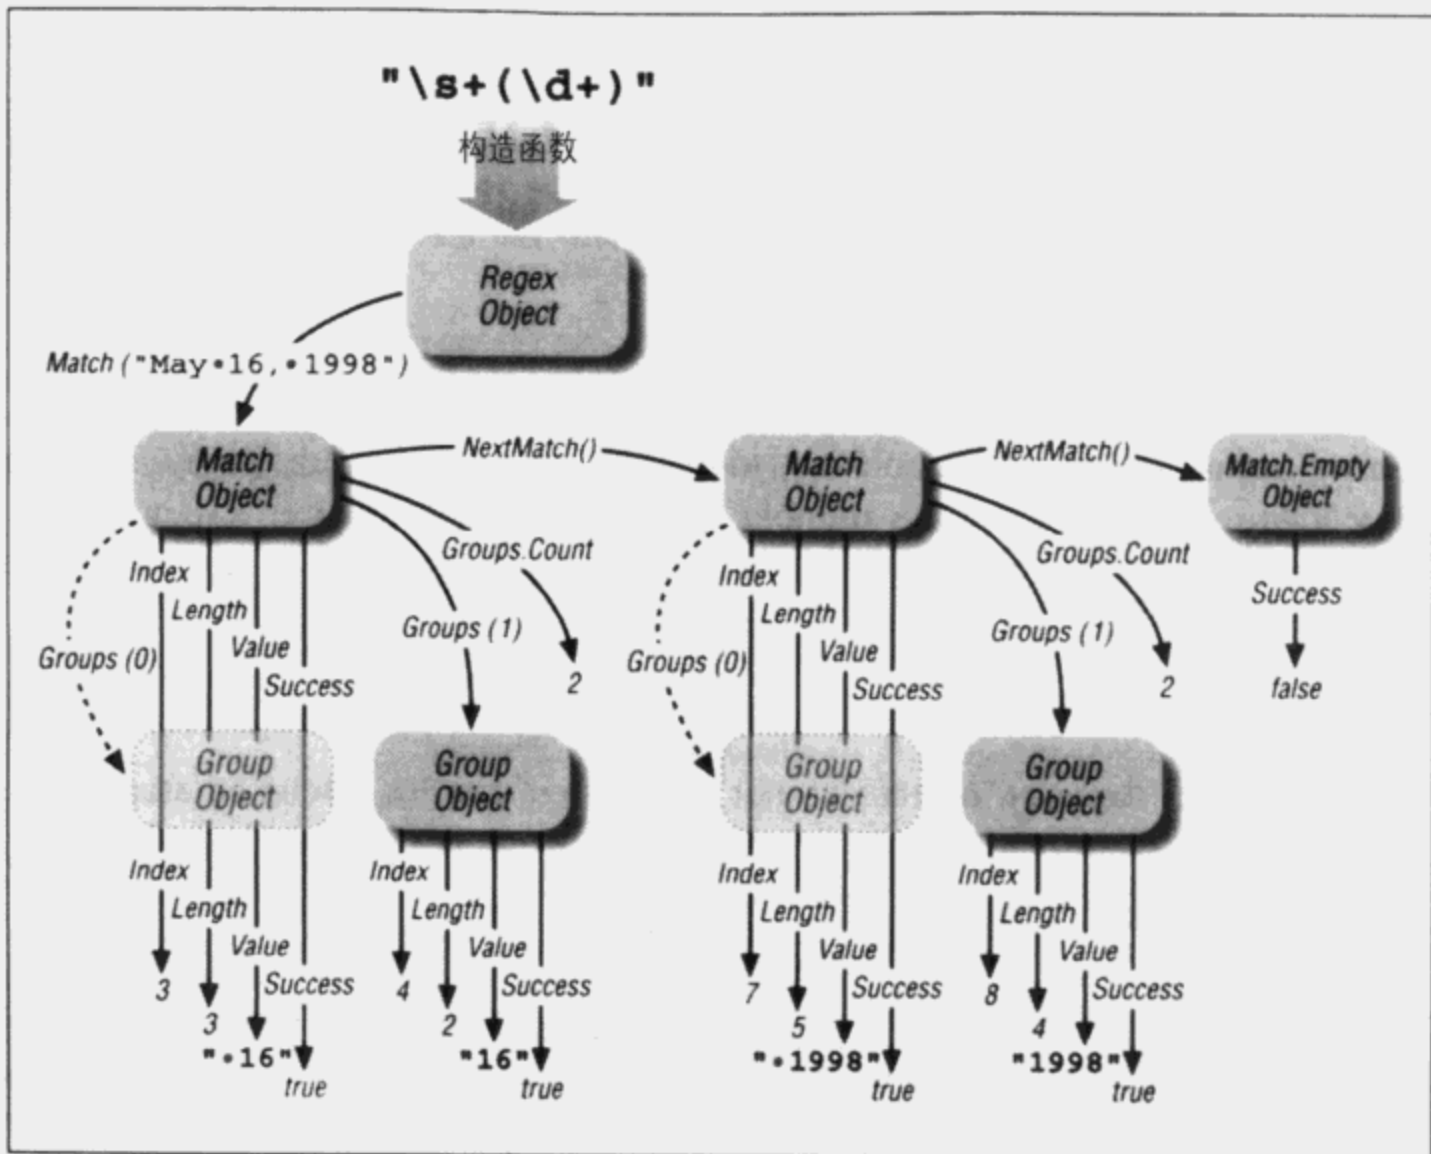 "\s+(\d+)"
构造函数
Regex
Object
Match ("May•16,•1998")
Match
Object
NextMatch()
Match
Object
NextMatch()
Match.Empty
Object
Groups.Count
Groups.Count
Index
Index
Success
Length
Length
Groups (1)
Groups (1)
Value
Value
Groups (0)
Groups (0)
Success
2
Success
2
false
Group
Object
Group
Object
Group
Object
Group
Object
Index
Index
Index
Index
Length
Length
Length
Length
Value
Value
Value
Value
Success
Success
Success
Success
3
4
7
8
3
2
5
4
"•16"
"16"
"•1998"
"1998"
true
true
true
true